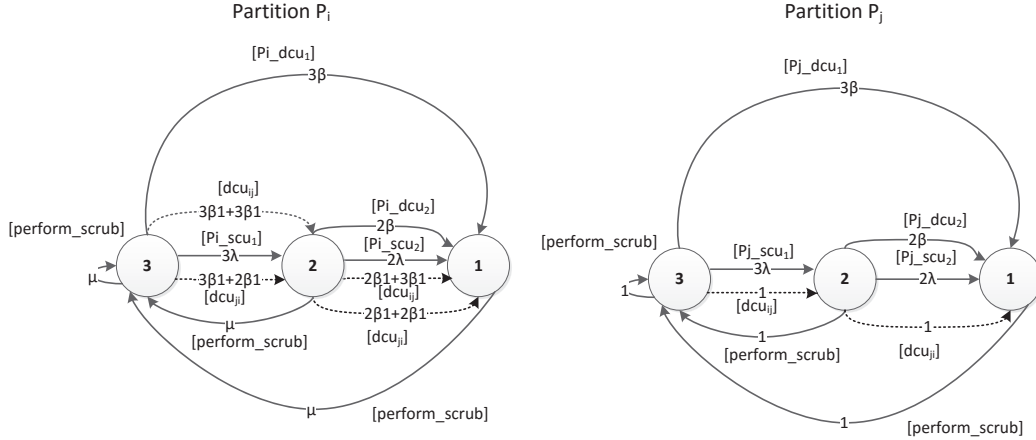 Partition Pi
[Pi_dcu1]
3β
[dcuij]
3β1+3β1
[Pi_dcu2]
2β
[perform_scrub]
[Pi_scu1]
3λ
[Pi_scu2]
2λ
3
2
1
μ
3β1+2β1
[dcuji]
2β1+3β1
[dcuij]
2β1+2β1
[dcuji]
μ
[perform_scrub]
μ
[perform_scrub]
Partition Pj
[Pj_dcu1]
3β
[Pj_dcu2]
2β
[perform_scrub]
[Pj_scu1]
3λ
[Pj_scu2]
2λ
3
2
1
1
1
[dcuij]
1
[dcuji]
1
[perform_scrub]
1
[perform_scrub]